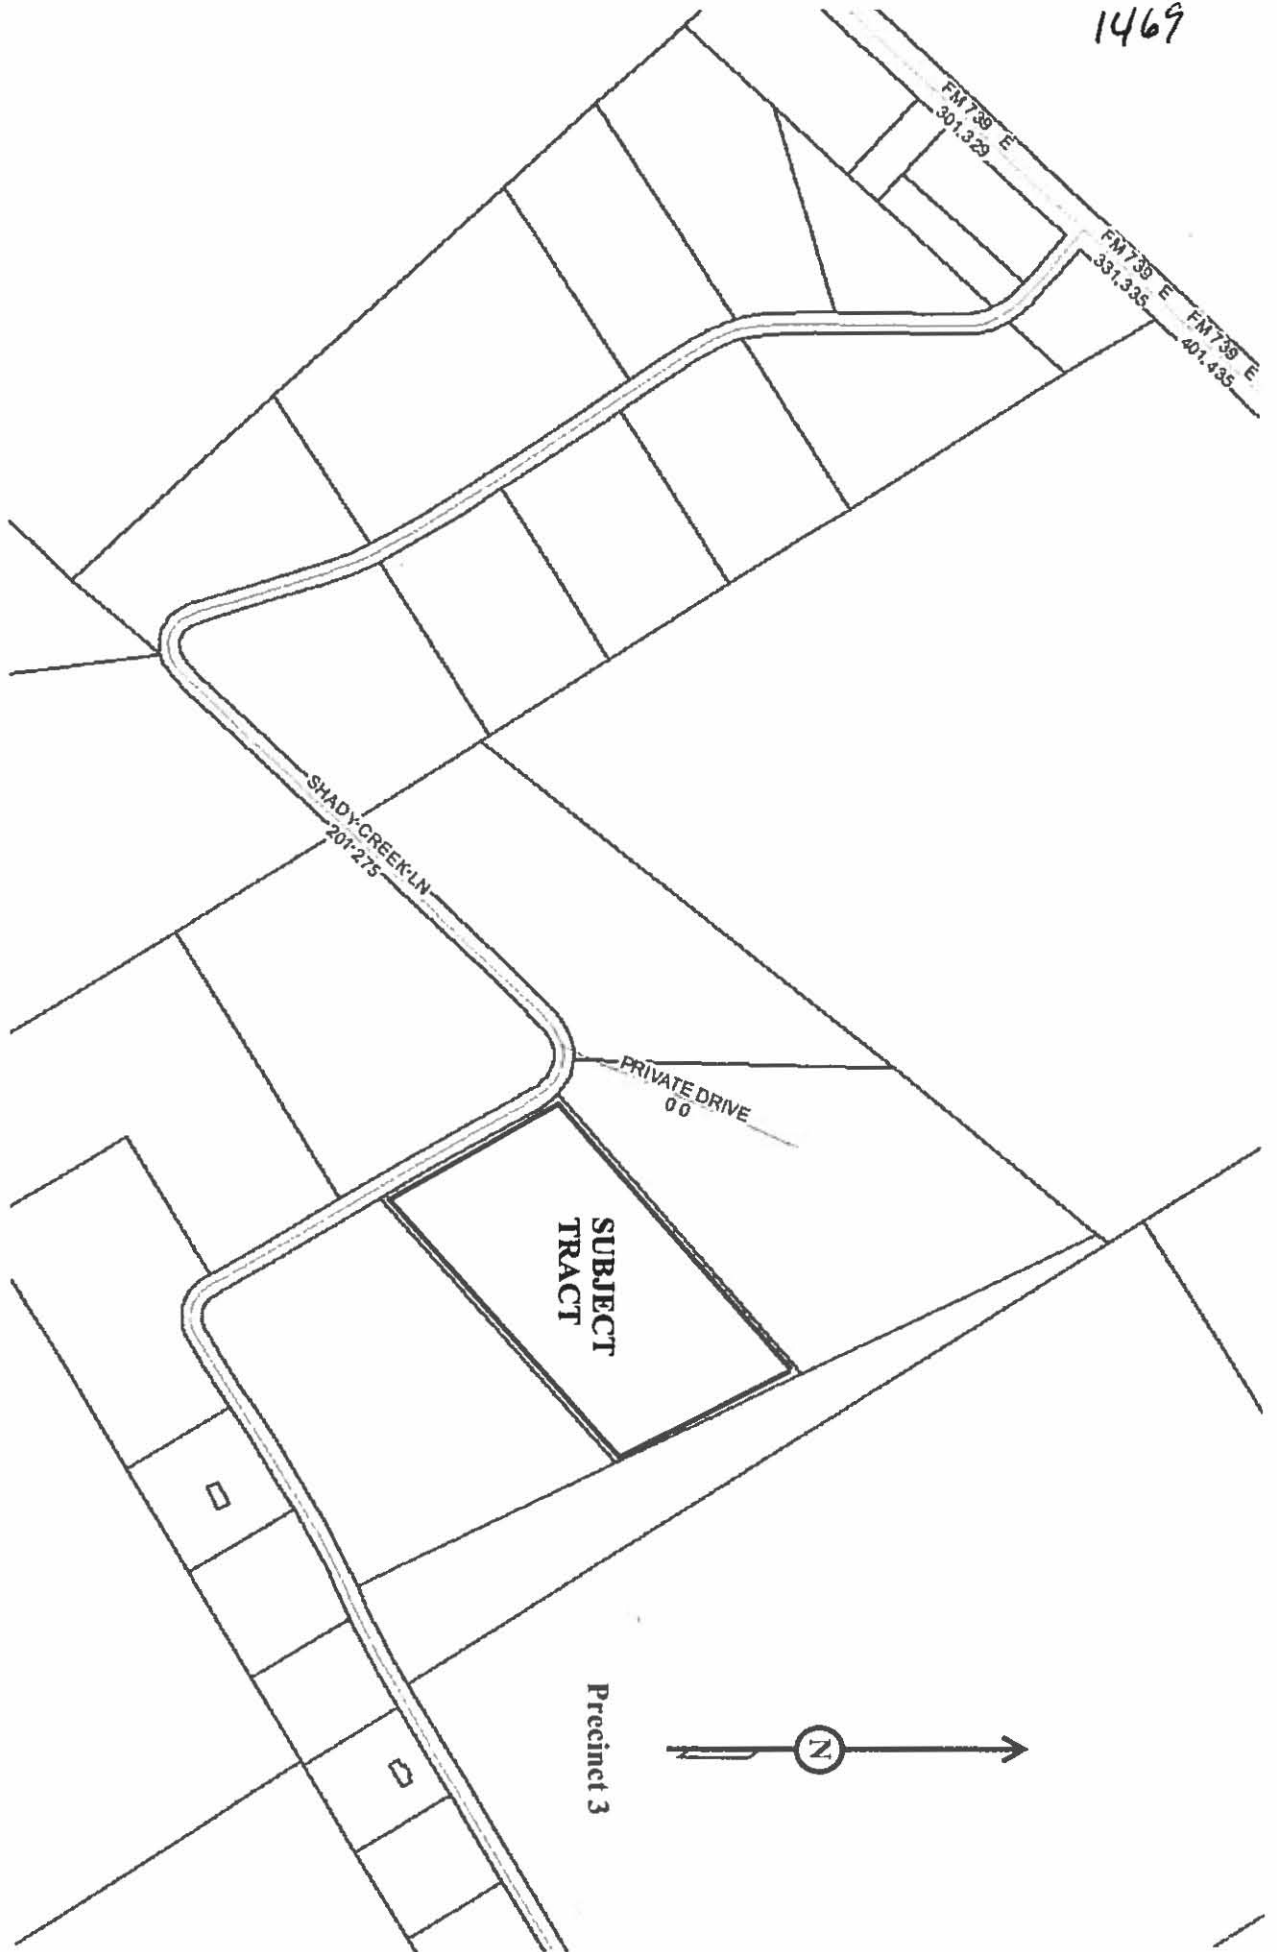 1469
FM 739 E
301.329
FM 739 E
331.335
FM 739 E
401.435
SHADY-CREEK-LN
201-275
PRIVATE DRIVE
0 0
SUBJECT
TRACT
N
Precinct 3